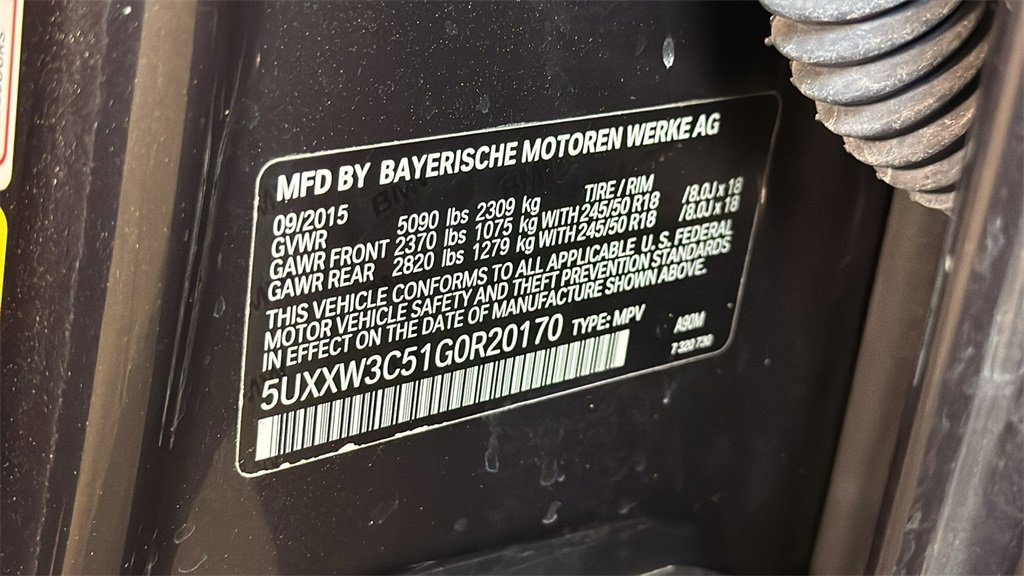 MFD BY BAYERISCHE MOTOREN WERKE AG
09/2015 TIRE / RIM
GVWR 5090 lbs 2309 kg
GAWR FRONT 2370 lbs 1075 kg WITH 245/50 R18 /8.0J x 18
GAWR REAR 2820 lbs 1279 kg WITH 245/50 R18 /8.0J x 18
THIS VEHICLE CONFORMS TO ALL APPLICABLE U. S. FEDERAL
MOTOR VEHICLE SAFETY AND THEFT PREVENTION STANDARDS
IN EFFECT ON THE DATE OF MANUFACTURE SHOWN ABOVE.
5UXXW3C51G0R20170 TYPE: MPV A90M
7 320 730